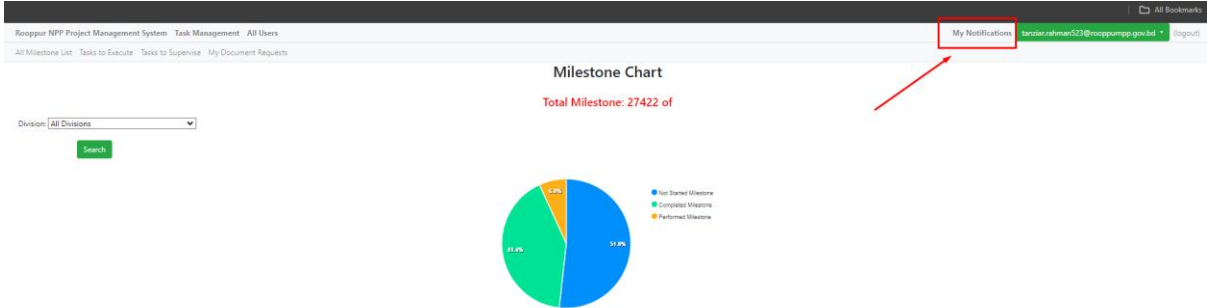 All Bookmarks
Rooppur NPP Project Management System Task Management All Users My Notifications tanziar.rahman523@rooppurnpp.gov.bd (logout)
All Milestone List Tasks to Execute Tasks to Supervise My Document Requests
Milestone Chart
Total Milestone: 27422 of
Division: All Divisions
Search
Not Started Milestone
Completed Milestone
Performed Milestone
51.8%